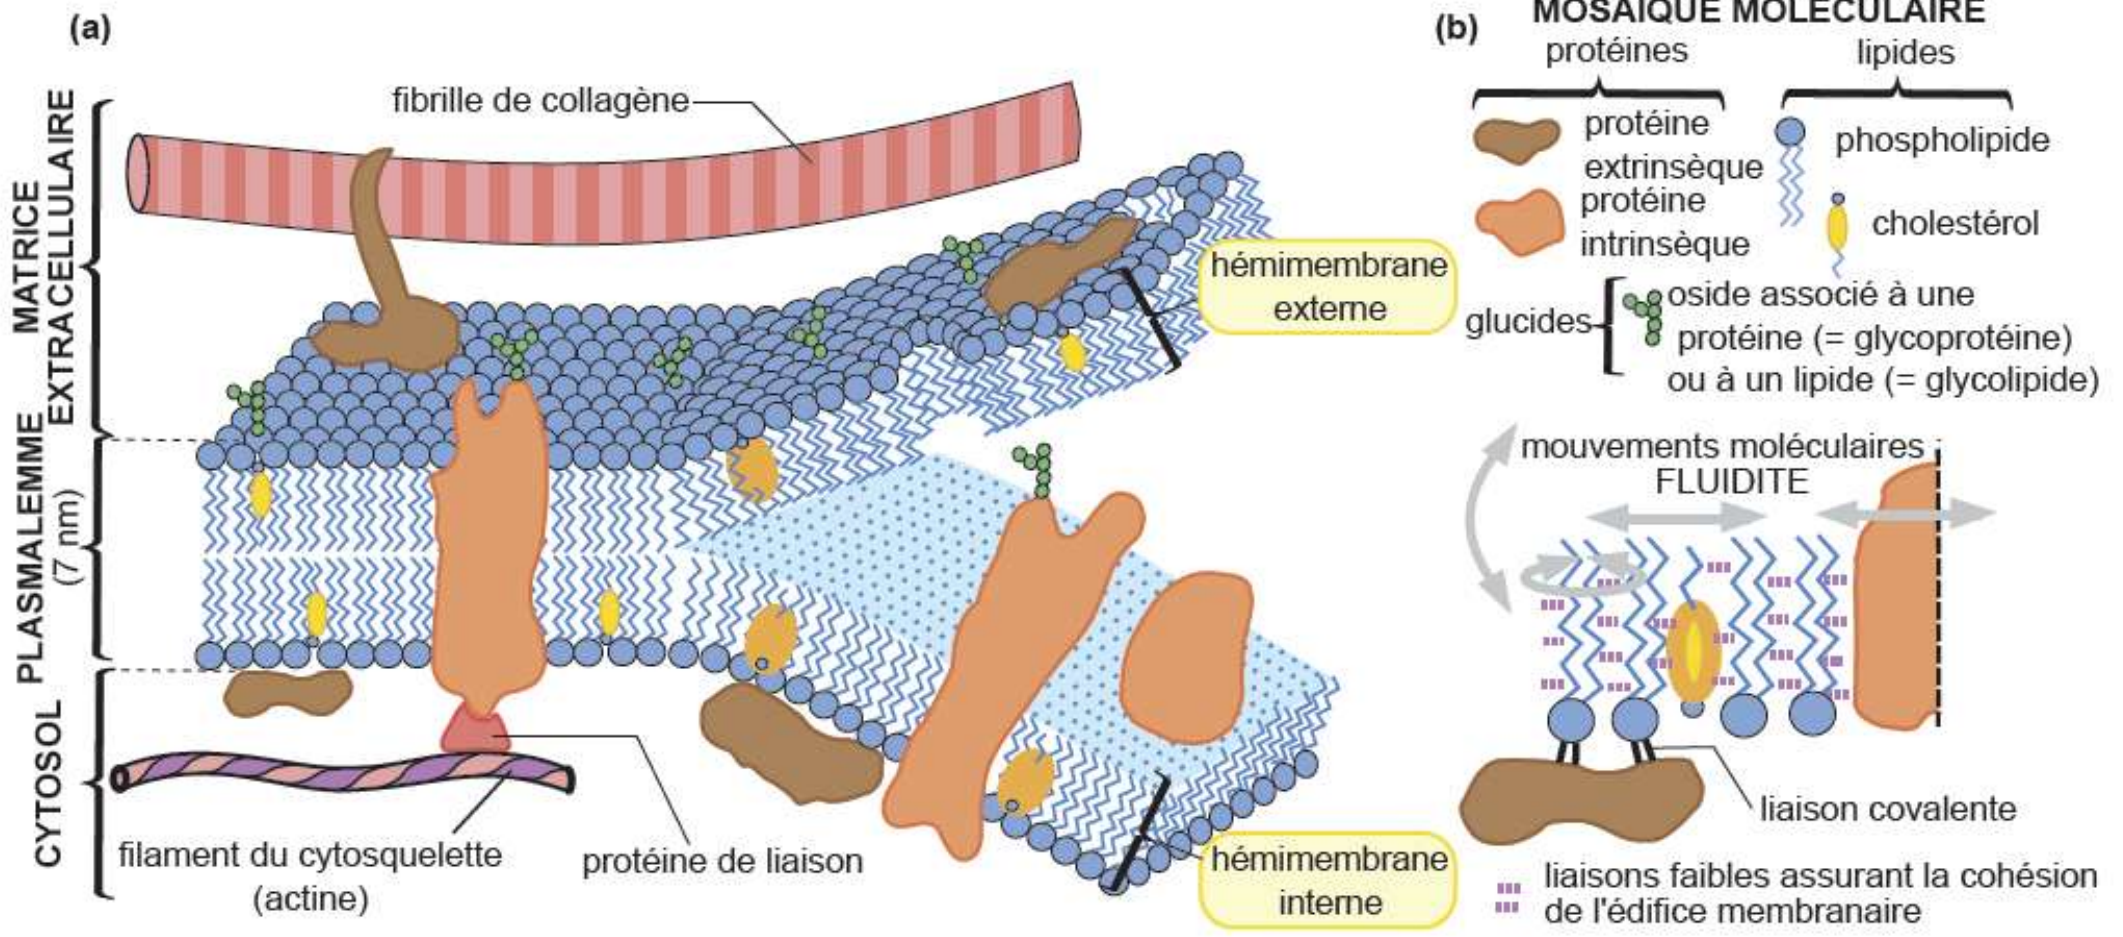 (a)
fibrille de collagène
MATRICE
EXTRACELLULAIRE
PLASMALEMME
(7 nm)
CYTOSOL
hémimembrane
externe
hémimembrane
interne
filament du cytosquelette
(actine)
protéine de liaison
(b)
MOSAIQUE MOLECULAIRE
protéines
lipides
protéine
extrinsèque
protéine
intrinsèque
phospholipide
cholestérol
glucides
oside associé à une
protéine (= glycoprotéine)
ou à un lipide (= glycolipide)
mouvements moléculaires :
FLUIDITE
liaison covalente
liaisons faibles assurant la cohésion
de l'édifice membranaire